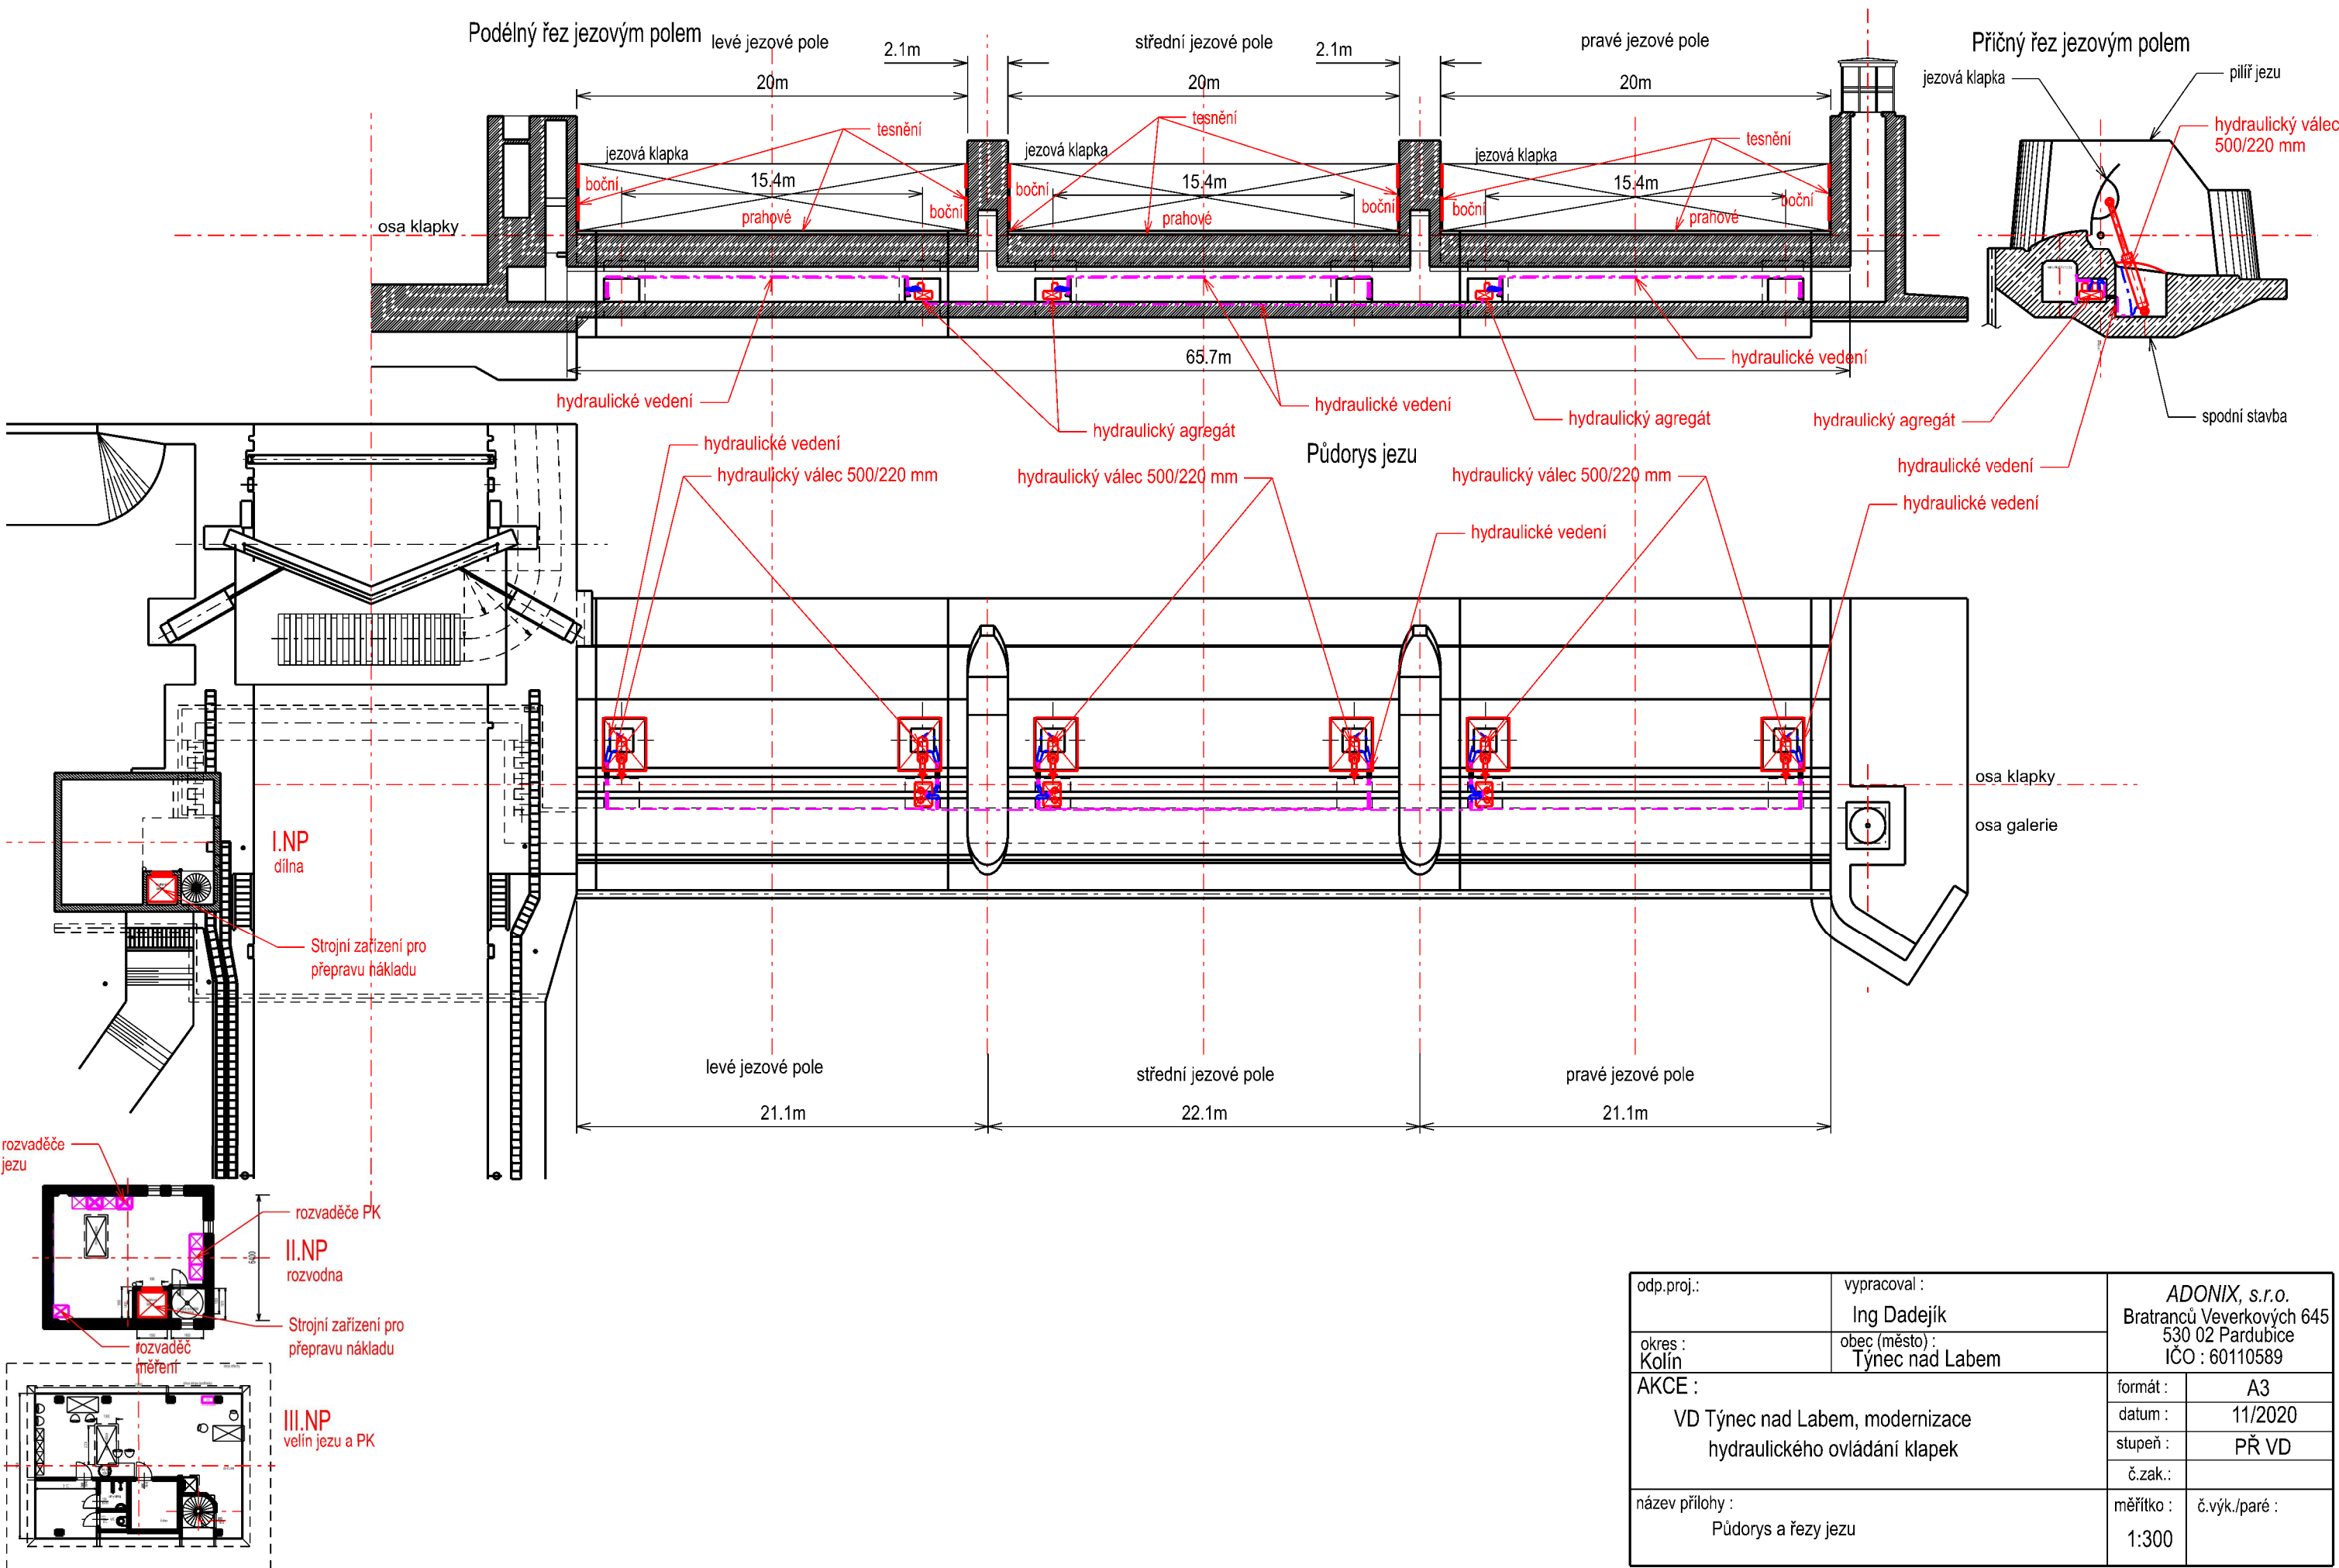 Podélný řez jezovým polem
levé jezové pole
2.1m
střední jezové pole
2.1m
pravé jezové pole
Příčný řez jezovým polem
20m
20m
20m
jezová klapka
pilíř jezu
hydraulický válec
500/220 mm
tesnění
tesnění
tesnění
jezová klapka
jezová klapka
jezová klapka
boční
15.4m
boční
prahové
boční
15.4m
boční
prahové
boční
15.4m
boční
prahové
osa klapky
65.7m
hydraulické vedení
hydraulické vedení
hydraulický agregát
hydraulické vedení
hydraulický agregát
hydraulický agregát
spodní stavba
hydraulické vedení
Půdorys jezu
hydraulické vedení
hydraulický válec 500/220 mm
hydraulický válec 500/220 mm
hydraulický válec 500/220 mm
hydraulické vedení
hydraulické vedení
osa klapky
osa galerie
I.NP
dílna
Strojní zařízení pro
přepravu nákladu
levé jezové pole
střední jezové pole
pravé jezové pole
21.1m
22.1m
21.1m
rozvaděče
jezu
rozvaděče PK
II.NP
rozvodna
6400
Strojní zařízení pro
přepravu nákladu
rozvaděč
měření
III.NP
velín jezu a PK
odp.proj.:
vypracoval :
Ing Dadejík
ADONIX, s.r.o.
Bratranců Veverkových 645
530 02 Pardubice
IČO : 60110589
okres :
Kolín
obec (město) :
Týnec nad Labem
AKCE :
VD Týnec nad Labem, modernizace
hydraulického ovládání klapek
formát :
A3
datum :
11/2020
stupeň :
PŘ VD
č.zak.:
název přílohy :
Půdorys a řezy jezu
měřítko :
1:300
č.výk./paré :